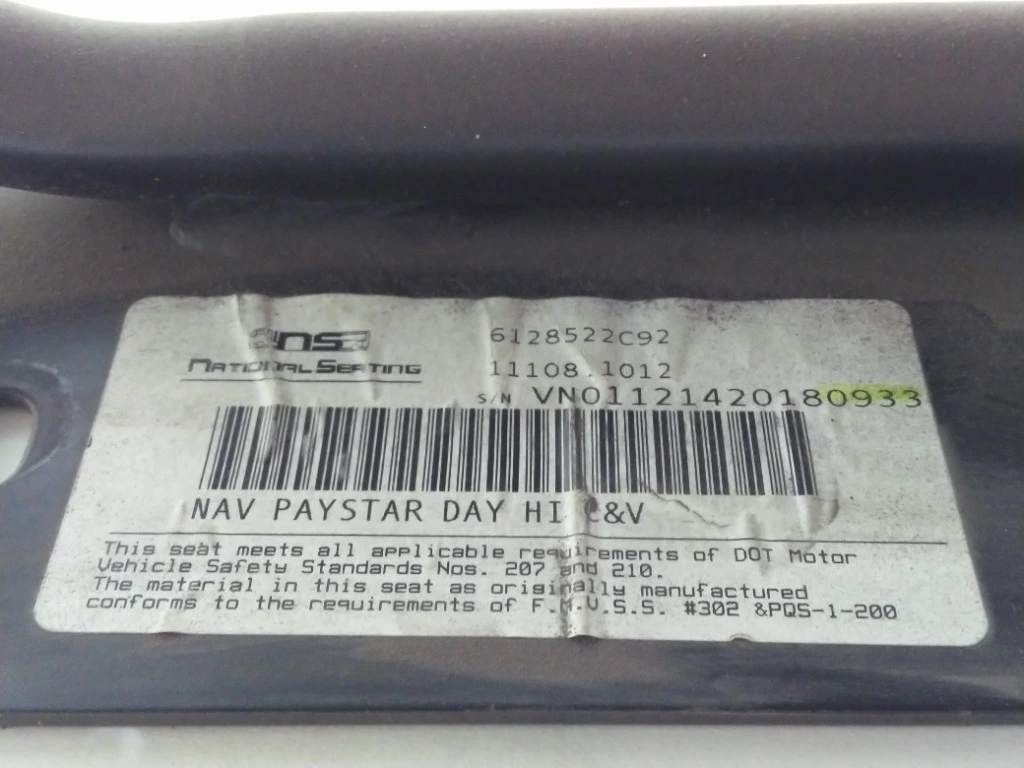 NS
NATIONAL SEATING
6128522C92
11108.1012
S/N VN01121420180933
NAV PAYSTAR DAY HI C&V
This seat meets all applicable requirements of DOT Motor
Vehicle Safety Standards Nos. 207 and 210.
The material in this seat as originally manufactured
conforms to the requirements of F.M.V.S.S. #302 &PQS-1-200